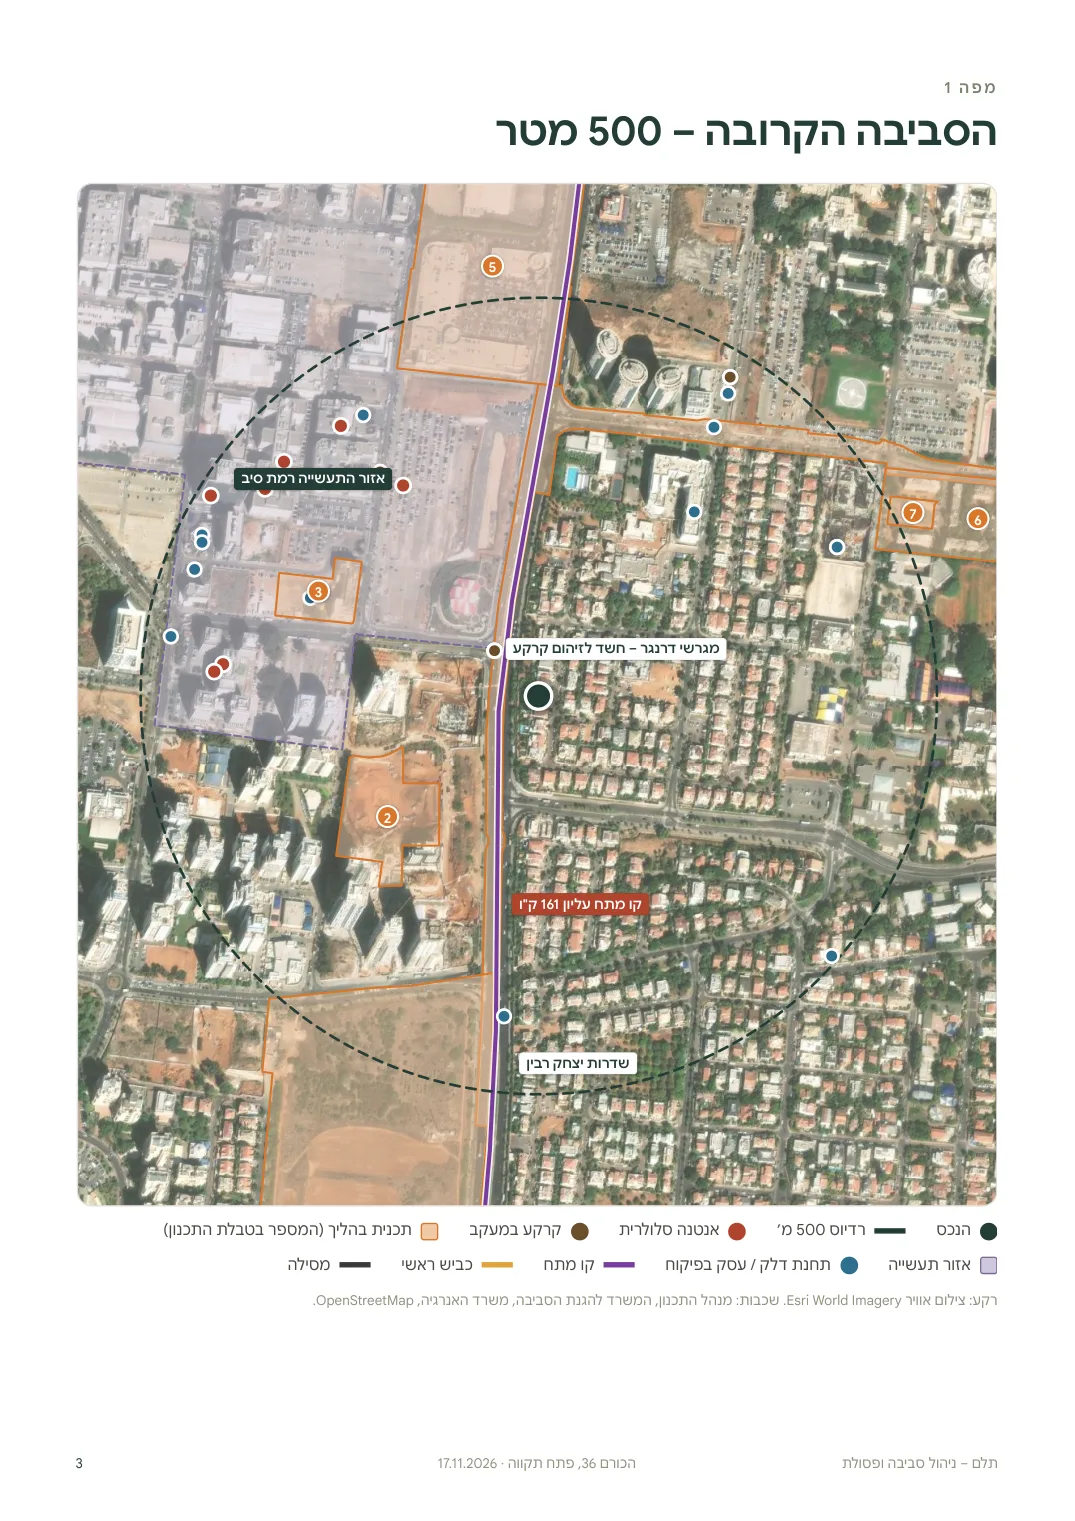 מפה 1
הסביבה הקרובה – 500 מטר
5
7
6
אזור התעשייה רמת סיב
3
מגרשי דרנגר – חשד לזיהום קרקע
2
קו מתח עליון 161 ק"ו
שדרות יצחק רבין
הנכס רדיוס 500 מ׳ אנטנה סלולרית קרקע במעקב תכנית בהליך (המספר בטבלת התכנון)
אזור תעשייה תחנת דלק / עסק בפיקוח קו מתח כביש ראשי מסילה
רקע: צילום אוויר Esri World Imagery. שכבות: מנהל התכנון, המשרד להגנת הסביבה, משרד האנרגיה, OpenStreetMap.
תלם – ניהול סביבה ופסולת הכורם 36, פתח תקווה · 17.11.2026 3